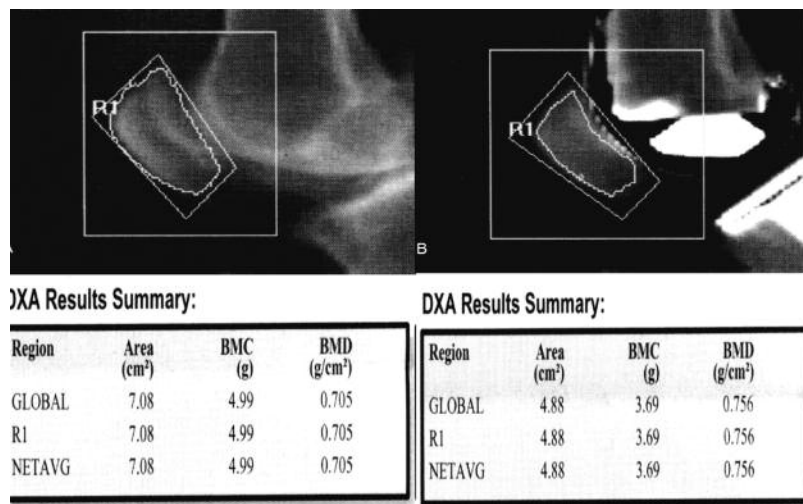 R1
DXA Results Summary:
Region Area (cm²) BMC (g) BMD (g/cm²)
GLOBAL 7.08 4.99 0.705
R1 7.08 4.99 0.705
NETAVG 7.08 4.99 0.705
R1
B
DXA Results Summary:
Region Area (cm²) BMC (g) BMD (g/cm²)
GLOBAL 4.88 3.69 0.756
R1 4.88 3.69 0.756
NETAVG 4.88 3.69 0.756